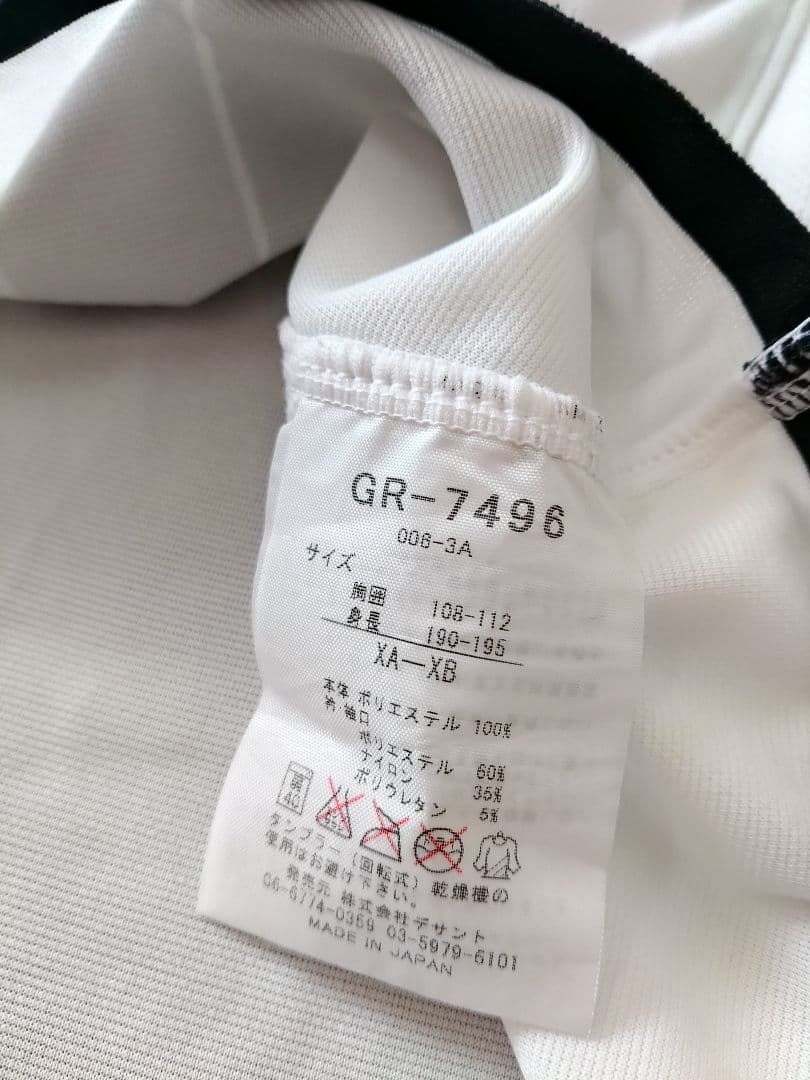 GR-7496
006-3A
サイズ
胸囲 108-112
身長 190-195
XA-XB
本体 ポリエステル 100%
衿・袖口
ポリエステル 60%
ナイロン 35%
ポリウレタン 5%
40
タンブラー(回転式)乾燥機の
使用はお避け下さい。
発売元 株式会社デサント
06-6774-0359 03-5979-6101
MADE IN JAPAN